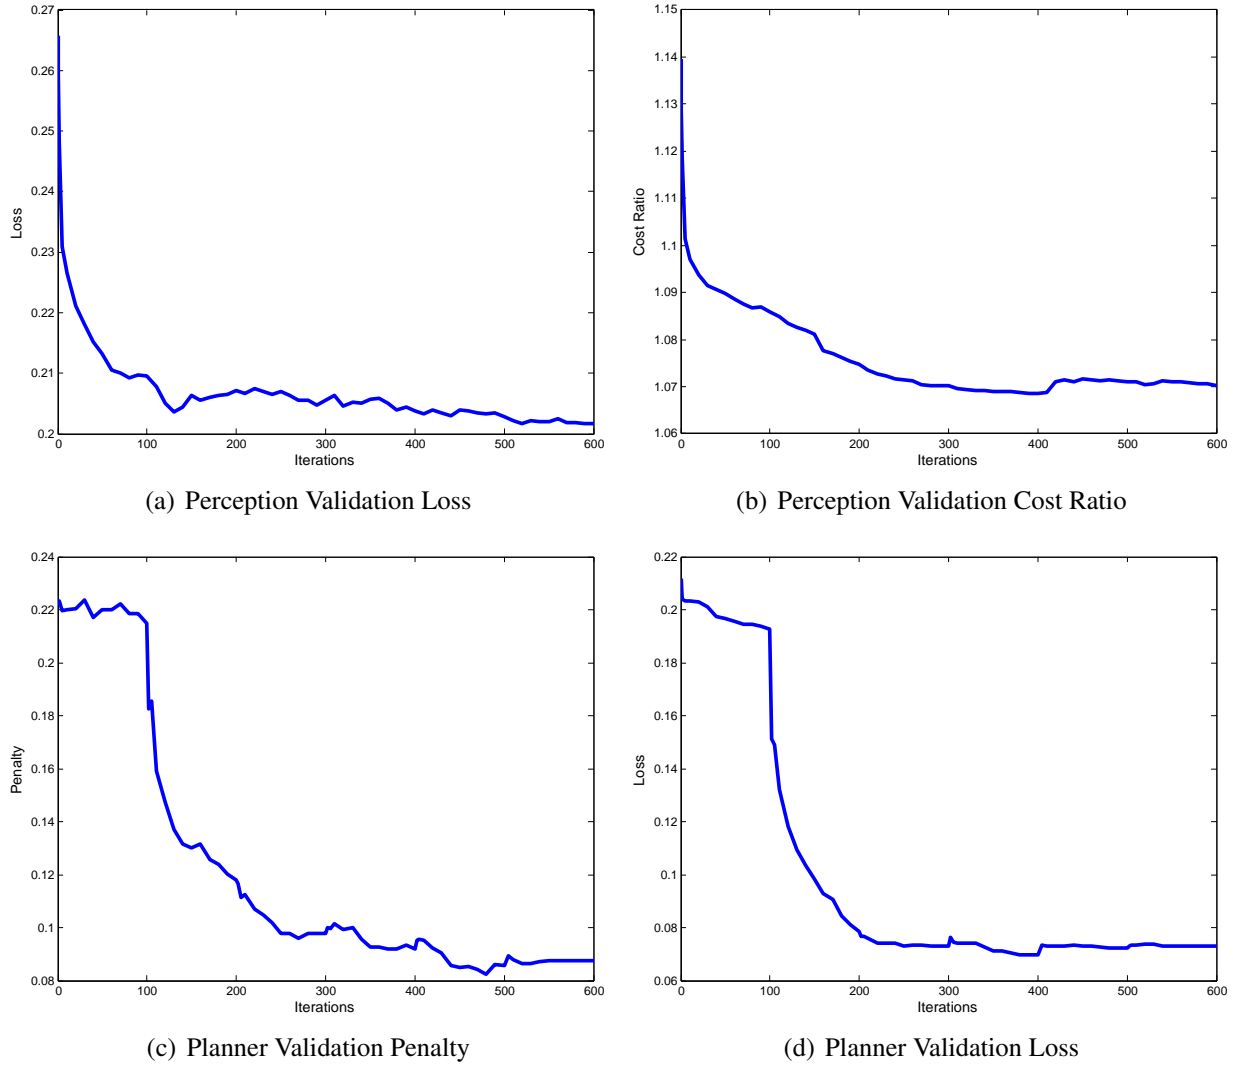 0.27
0.26
0.25
0.24
0.23
0.22
0.21
0.2
Loss
0 100 200 300 400 500 600
Iterations
(a) Perception Validation Loss
1.15
1.14
1.13
1.12
1.11
1.1
1.09
1.08
1.07
1.06
Cost Ratio
0 100 200 300 400 500 600
Iterations
(b) Perception Validation Cost Ratio
0.24
0.22
0.2
0.18
0.16
0.14
0.12
0.1
0.08
Penalty
0 100 200 300 400 500 600
Iterations
(c) Planner Validation Penalty
0.22
0.2
0.18
0.16
0.14
0.12
0.1
0.08
0.06
Loss
0 100 200 300 400 500 600
Iterations
(d) Planner Validation Loss